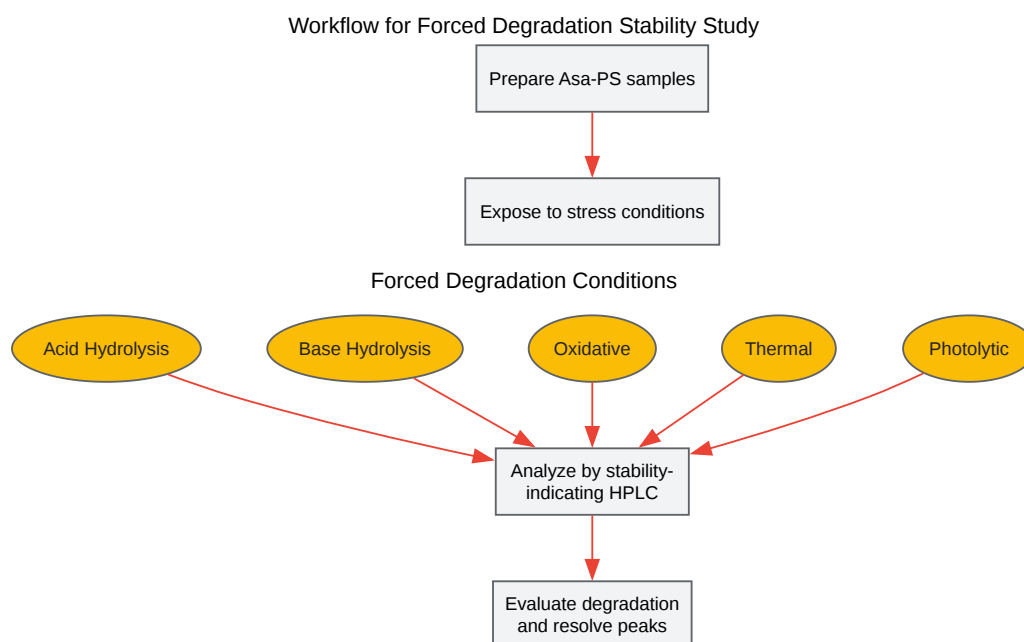 Workflow for Forced Degradation Stability Study
Prepare Asa-PS samples
Expose to stress conditions
Forced Degradation Conditions
Acid Hydrolysis
Base Hydrolysis
Oxidative
Thermal
Photolytic
Analyze by stability-
indicating HPLC
Evaluate degradation
and resolve peaks